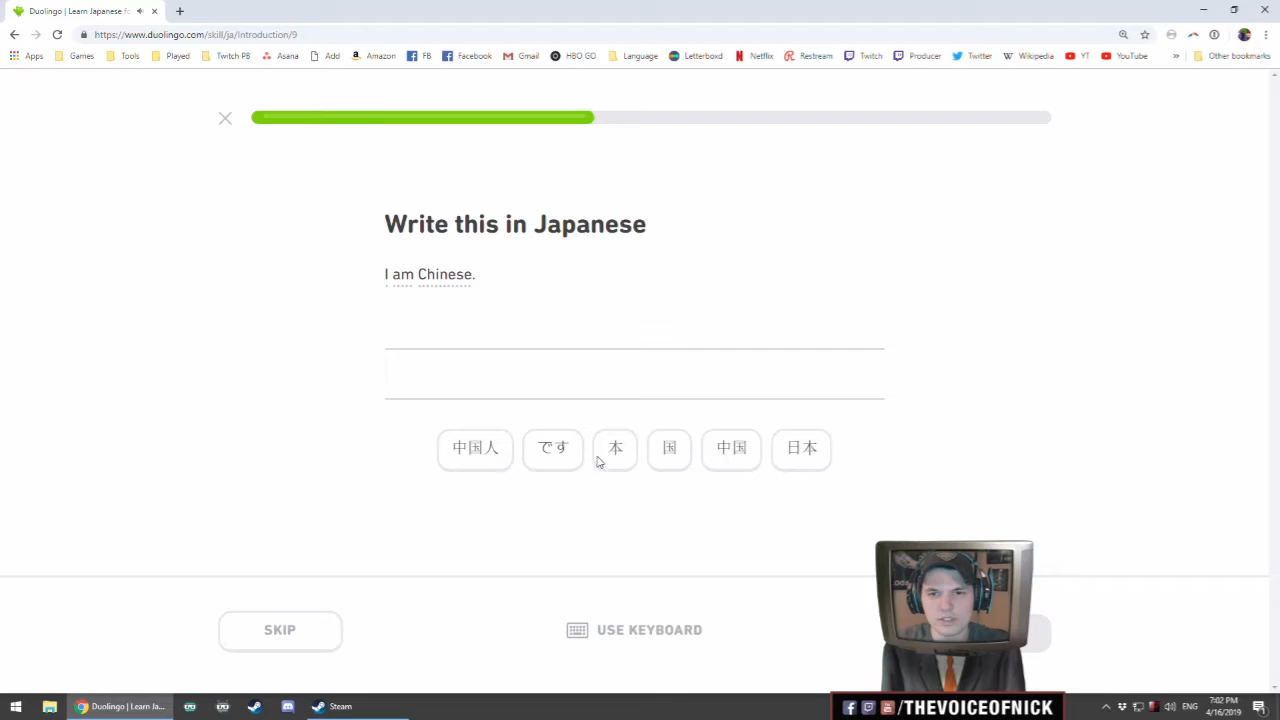 Duolingo | Learn Japanese fo
https://www.duolingo.com/skill/ja/Introduction/9
Apps Games Tools Played Twitch PB Asana Add Amazon FB Facebook Gmail HBO GO Language Letterboxd Netflix Restream Twitch Producer Twitter Wikipedia YT YouTube » Other bookmarks
Write this in Japanese
I am Chinese.
中国人 です 本 国 中国 日本
SKIP USE KEYBOARD
/THEVOICEOFNICK
Duolingo | Learn Ja... Steam ENG 7:02 PM
4/16/2019